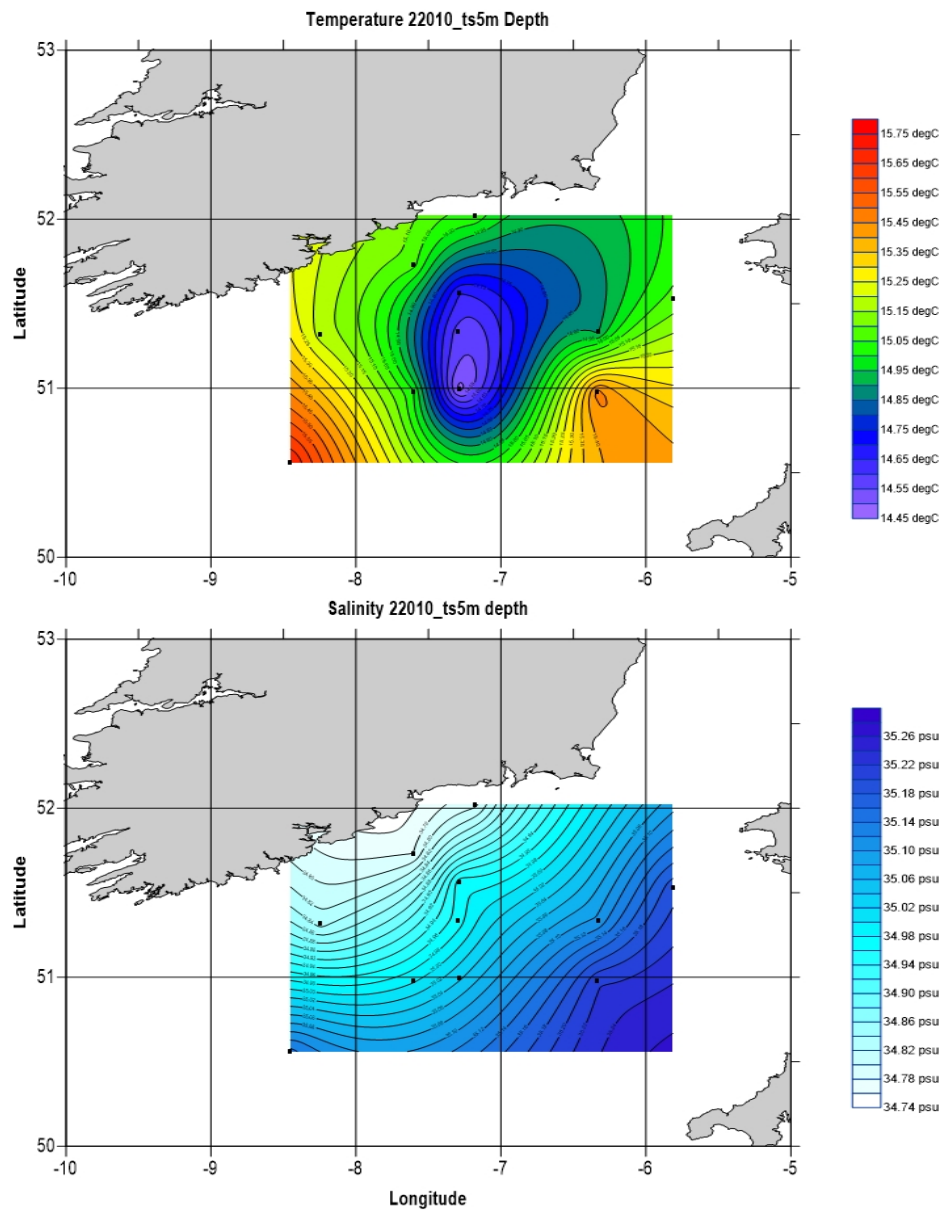 Temperature 22010_ts5m Depth
53
52
51
50
Latitude
-10 -9 -8 -7 -6 -5
15.75 degC
15.65 degC
15.55 degC
15.45 degC
15.35 degC
15.25 degC
15.15 degC
15.05 degC
14.95 degC
14.85 degC
14.75 degC
14.65 degC
14.55 degC
14.45 degC
Salinity 22010_ts5m depth
53
52
51
50
Latitude
-10 -9 -8 -7 -6 -5
Longitude
35.26 psu
35.22 psu
35.18 psu
35.14 psu
35.10 psu
35.06 psu
35.02 psu
34.98 psu
34.94 psu
34.90 psu
34.86 psu
34.82 psu
34.78 psu
34.74 psu